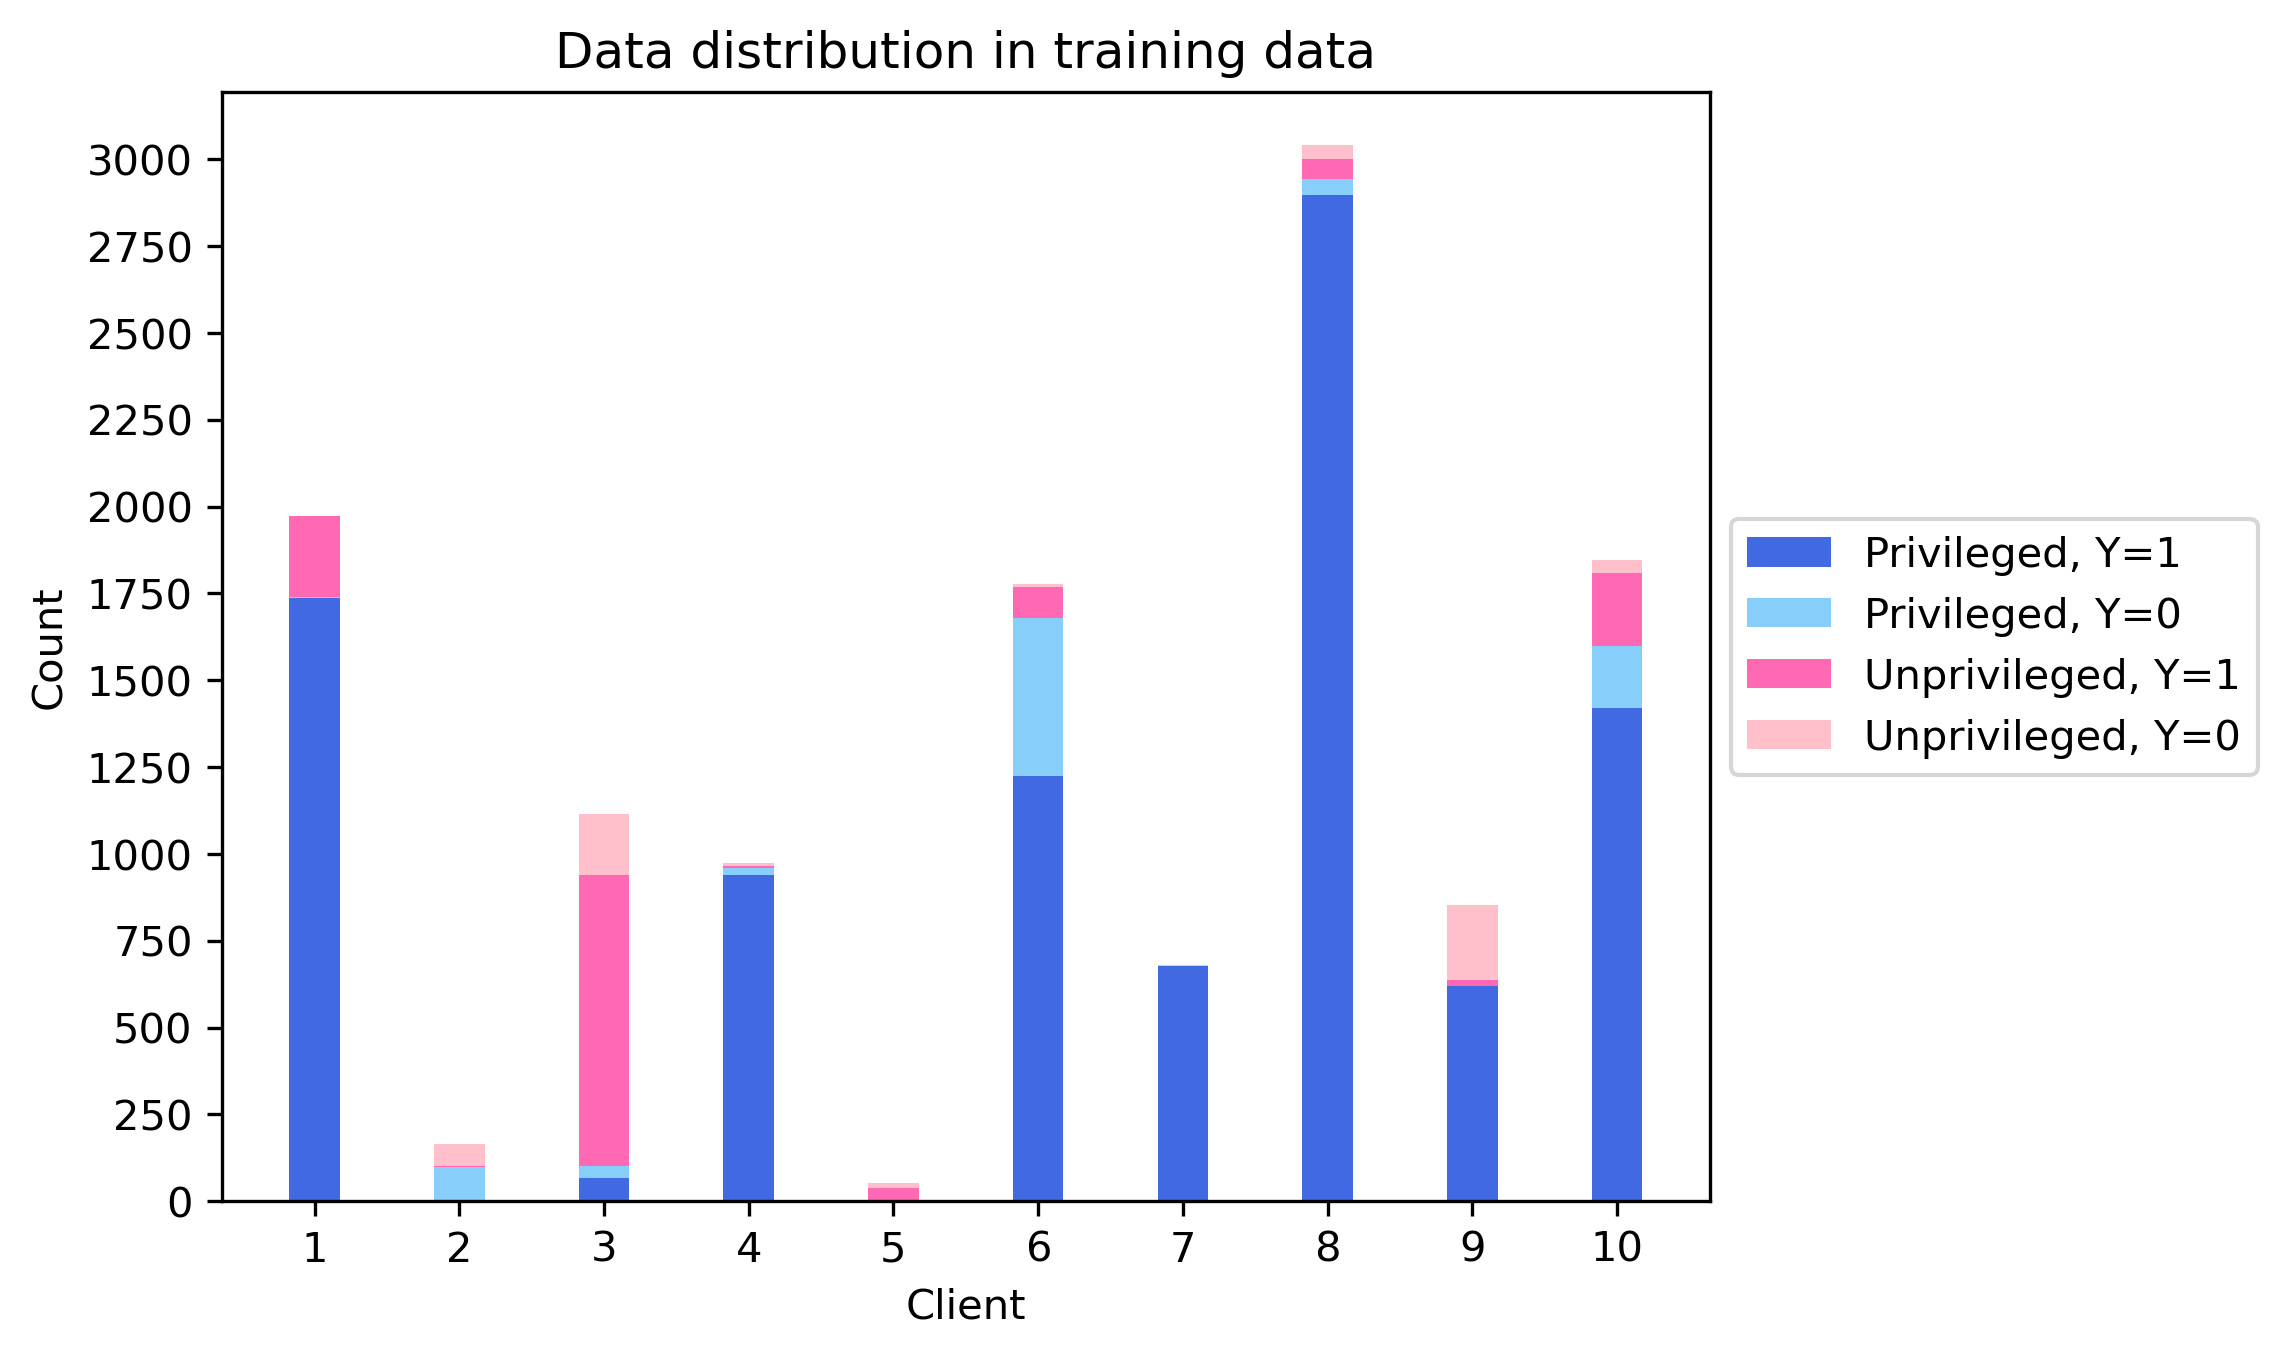 Data distribution in training data
Count
3000
2750
2500
2250
2000
1750
1500
1250
1000
750
500
250
0
1 2 3 4 5 6 7 8 9 10
Client
Privileged, Y=1
Privileged, Y=0
Unprivileged, Y=1
Unprivileged, Y=0